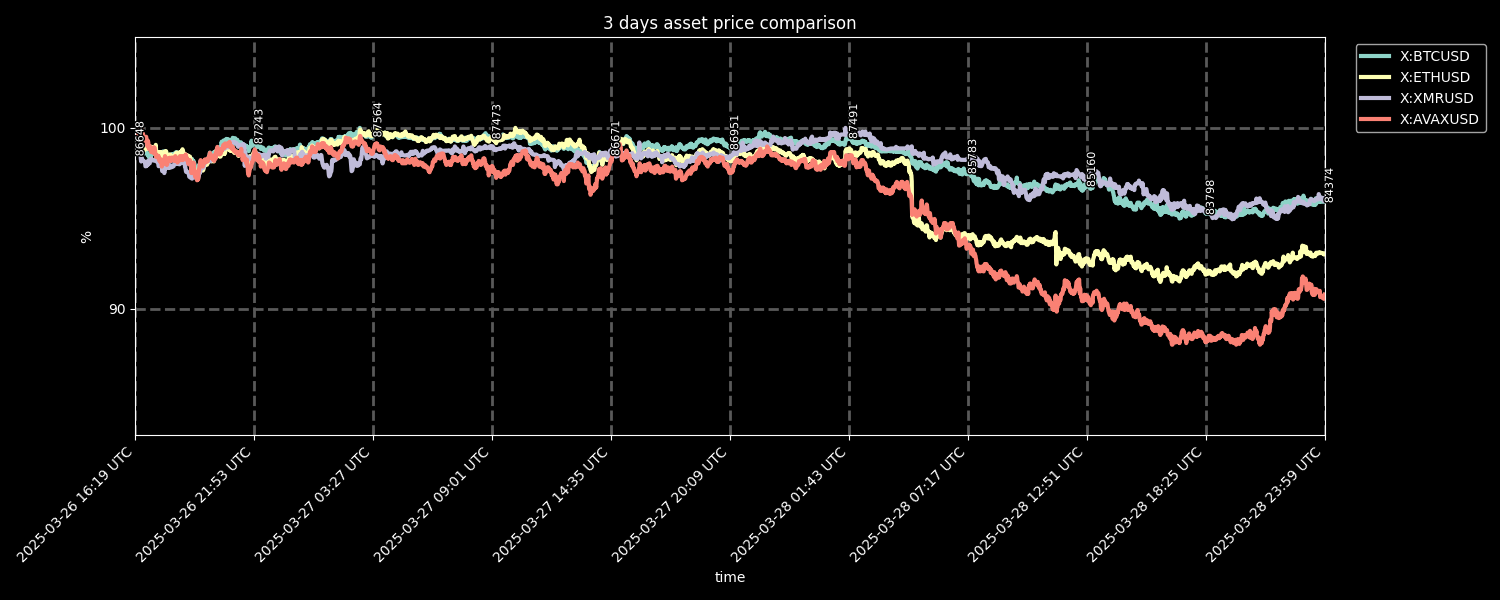 3 days asset price comparison
X:BTCUSD
X:ETHUSD
X:XMRUSD
X:AVAXUSD
100
90
%
86648
87243
87564
87473
86671
86951
87491
85783
85160
83798
84374
2025-03-26 16:19 UTC
2025-03-26 21:53 UTC
2025-03-27 03:27 UTC
2025-03-27 09:01 UTC
2025-03-27 14:35 UTC
2025-03-27 20:09 UTC
2025-03-28 01:43 UTC
2025-03-28 07:17 UTC
2025-03-28 12:51 UTC
2025-03-28 18:25 UTC
2025-03-28 23:59 UTC
time